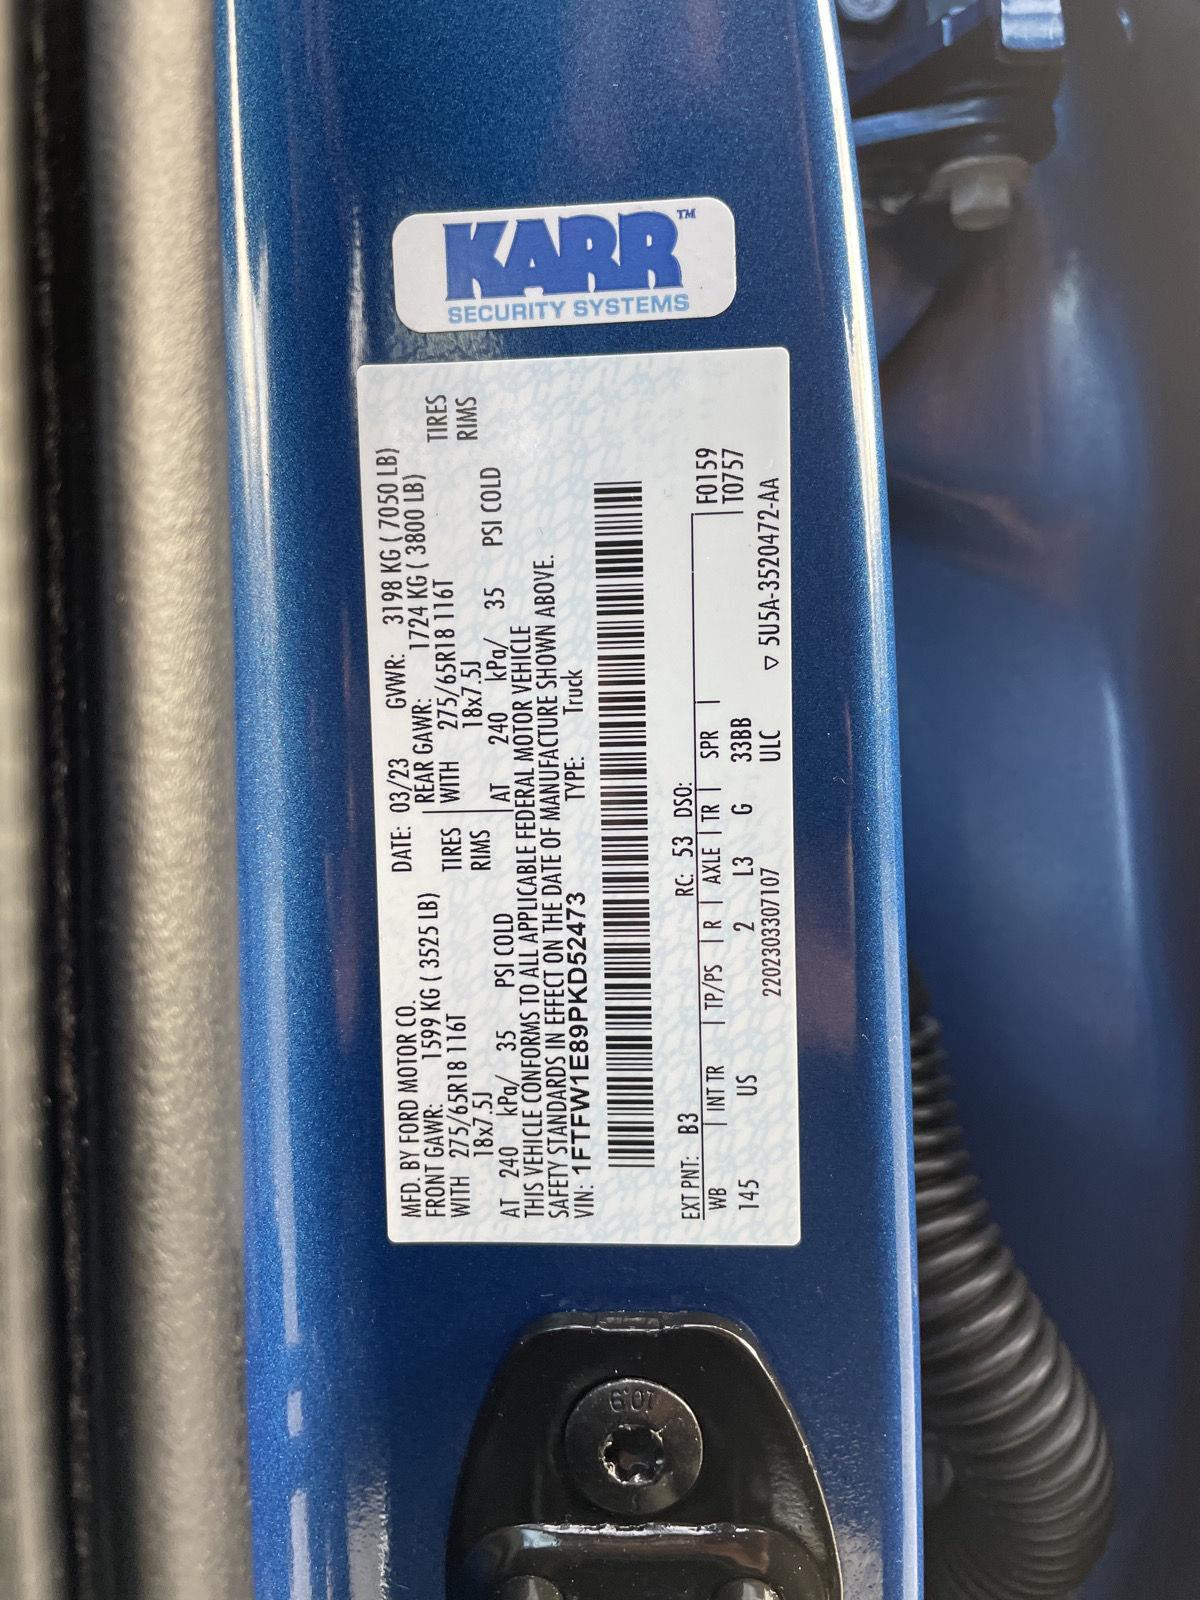 KARR™
SECURITY SYSTEMS
MFD. BY FORD MOTOR CO. DATE: 03/23 GVWR: 3198 KG ( 7050 LB)
FRONT GAWR: 1599 KG ( 3525 LB) REAR GAWR: 1724 KG ( 3800 LB)
WITH 275/65R18 116T TIRES WITH 275/65R18 116T TIRES
18x7.5J RIMS 18x7.5J RIMS
AT 240 kPa/ 35 PSI COLD AT 240 kPa/ 35 PSI COLD
THIS VEHICLE CONFORMS TO ALL APPLICABLE FEDERAL MOTOR VEHICLE
SAFETY STANDARDS IN EFFECT ON THE DATE OF MANUFACTURE SHOWN ABOVE.
VIN: 1FTFW1E89PKD52473 TYPE: Truck
EXT PNT: B3 RC: 53 DSO: F0159
WB | INT TR | TP/PS | R | AXLE | TR | SPR | T0757
145 US 2 L3 G 33BB
2202303307107 ULC ▽ 5U5A-3520472-AA
10.9